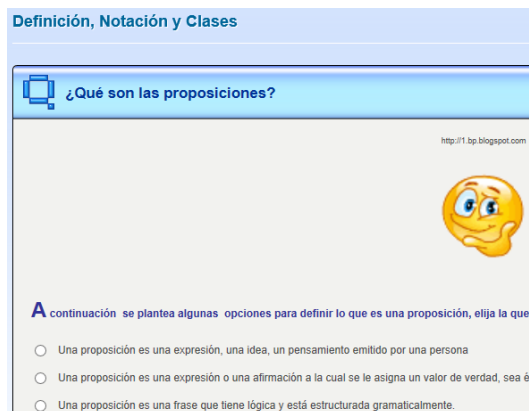 Definición, Notación y Clases
¿Qué son las proposiciones?
http://1.bp.blogspot.com
A continuación se plantea algunas opciones para definir lo que es una proposición, elija la que
Una proposición es una expresión, una idea, un pensamiento emitido por una persona
Una proposición es una expresión o una afirmación a la cual se le asigna un valor de verdad, sea é
Una proposición es una frase que tiene lógica y está estructurada gramaticalmente.